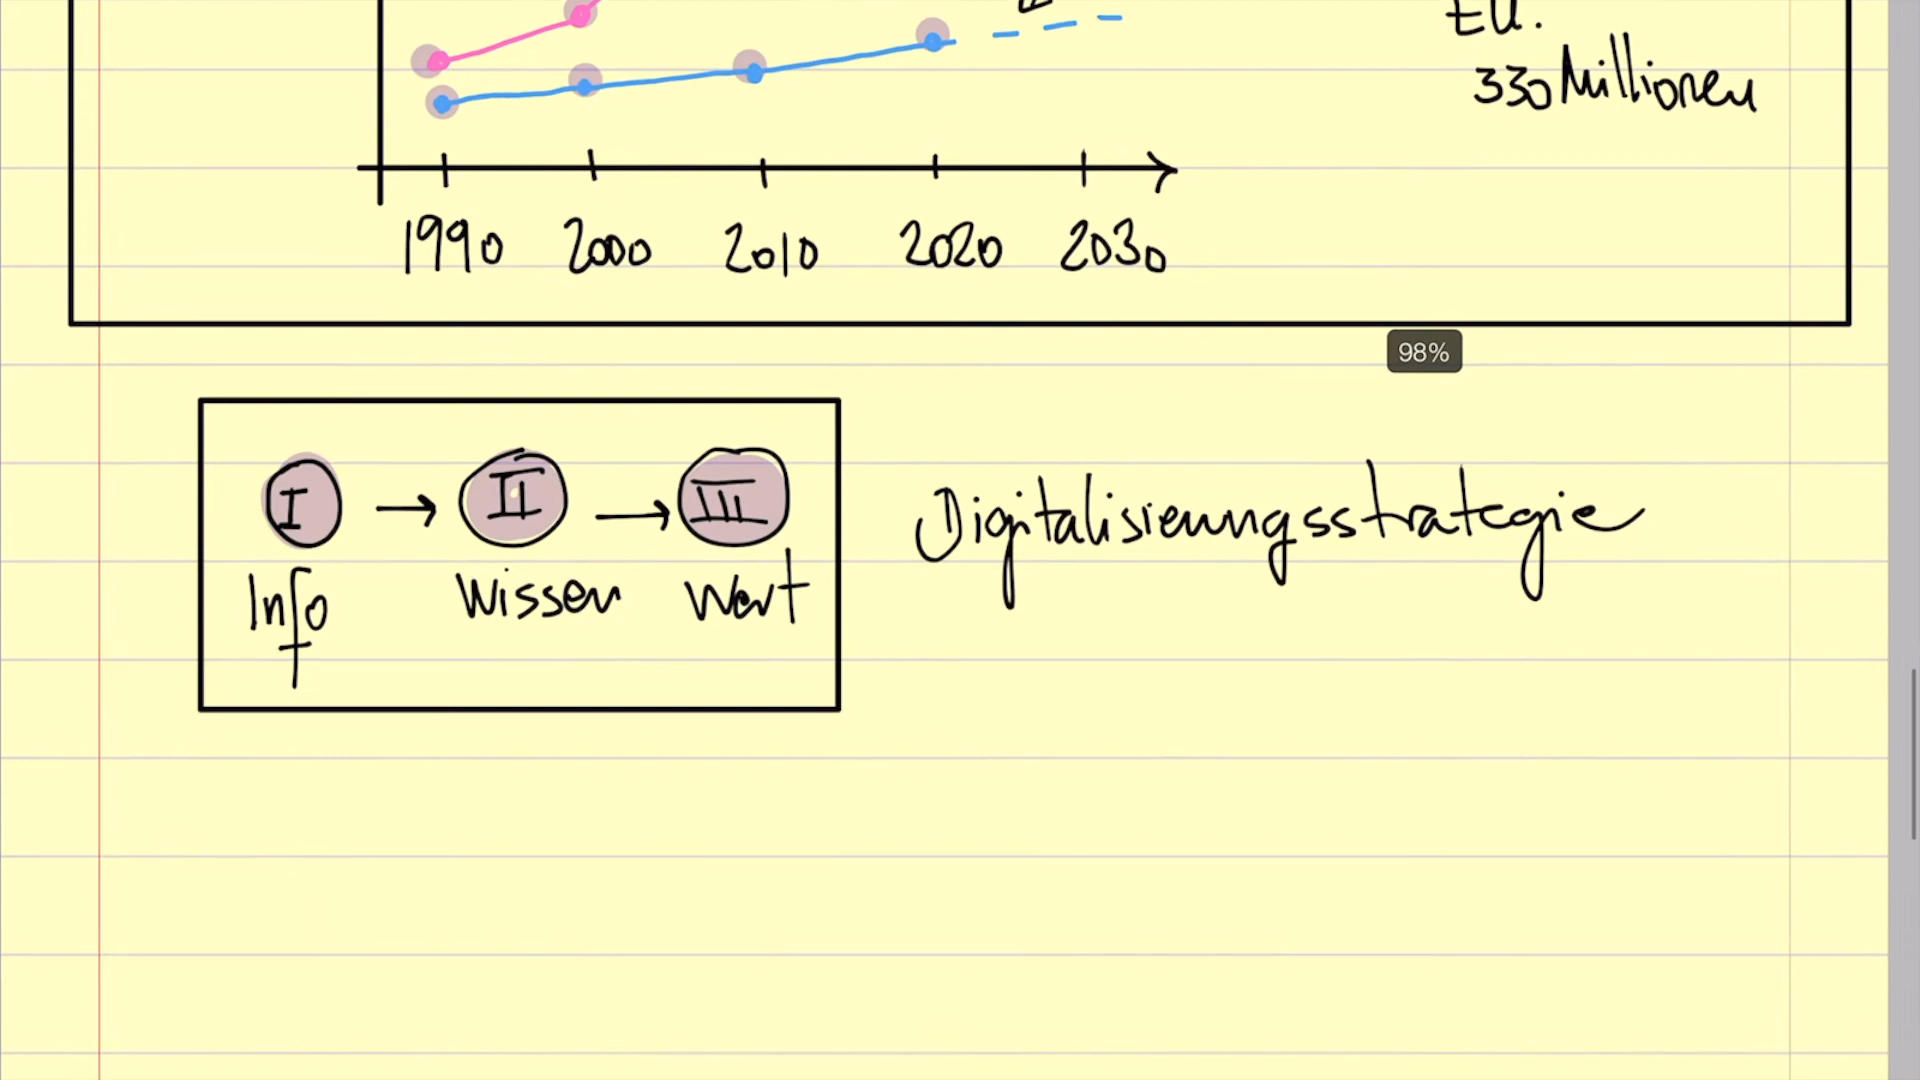 EU:
330 Millionen
1990 2000 2010 2020 2030
98%
I → II → III
Digitalisierungsstrategie
Info Wissen Wert